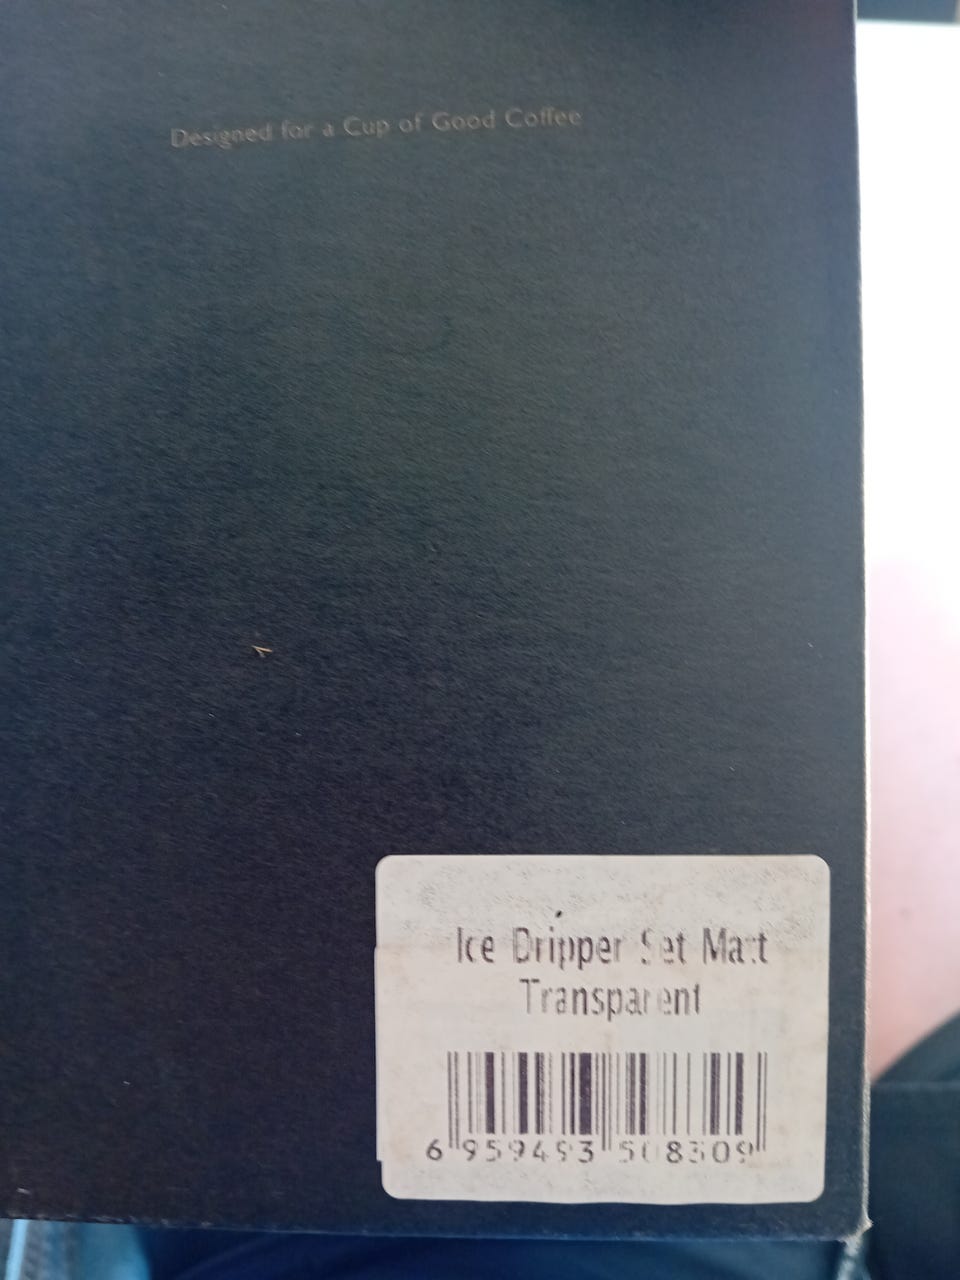 Designed for a Cup of Good Coffee
Ice Dripper Set Matt
Transparent
6 959493 508309